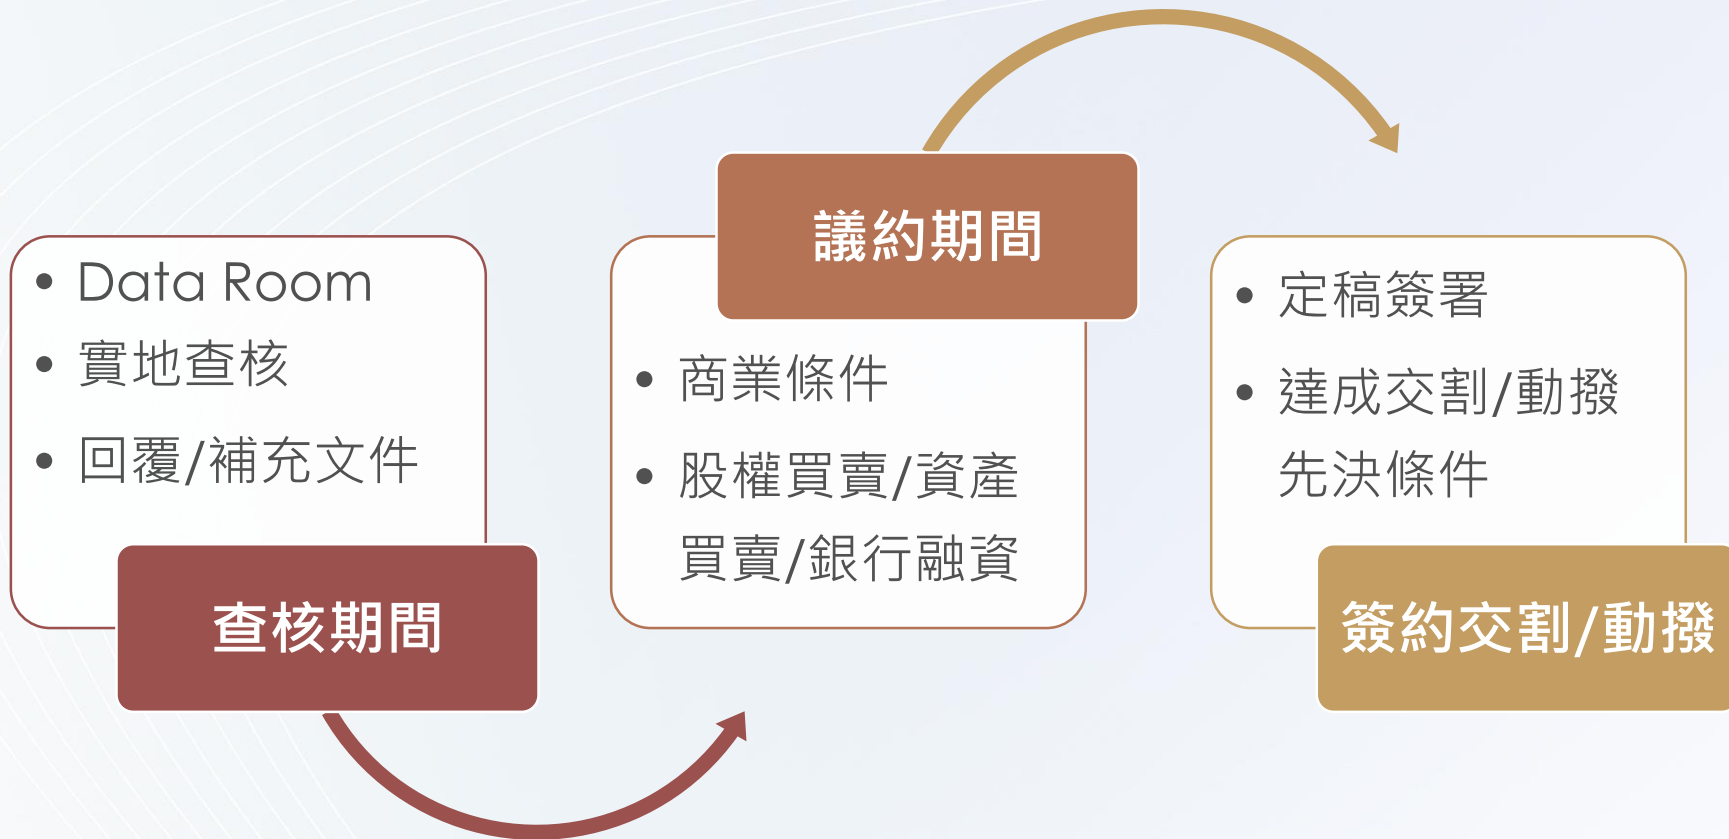 • Data Room
• 實地查核
• 回覆/補充文件
查核期間
議約期間
• 商業條件
• 股權買賣/資產
買賣/銀行融資
• 定稿簽署
• 達成交割/動撥
先決條件
簽約交割/動撥